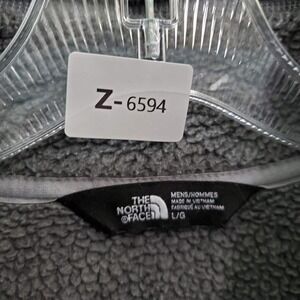 Z-6594
THE
NORTH
FACE
MENS/HOMMES
MADE IN VIETNAM
FABRIQUÉ AU VIETNAM
L/G